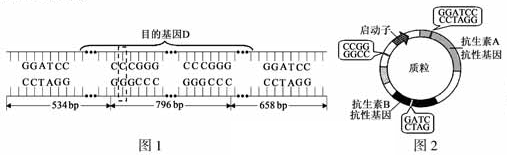 目的基因D
GGATCC CCCGGG CCCGGG GGATCC
CCTAGG GGGCCC GGGCCC CCTAGG
534 bp 796 bp 658 bp
图1
GGATCC
CCTAGG
启动子
CCGG
GGCC
抗生素A
抗性基因
质粒
抗生素B
抗性基因
GATC
CTAG
图2